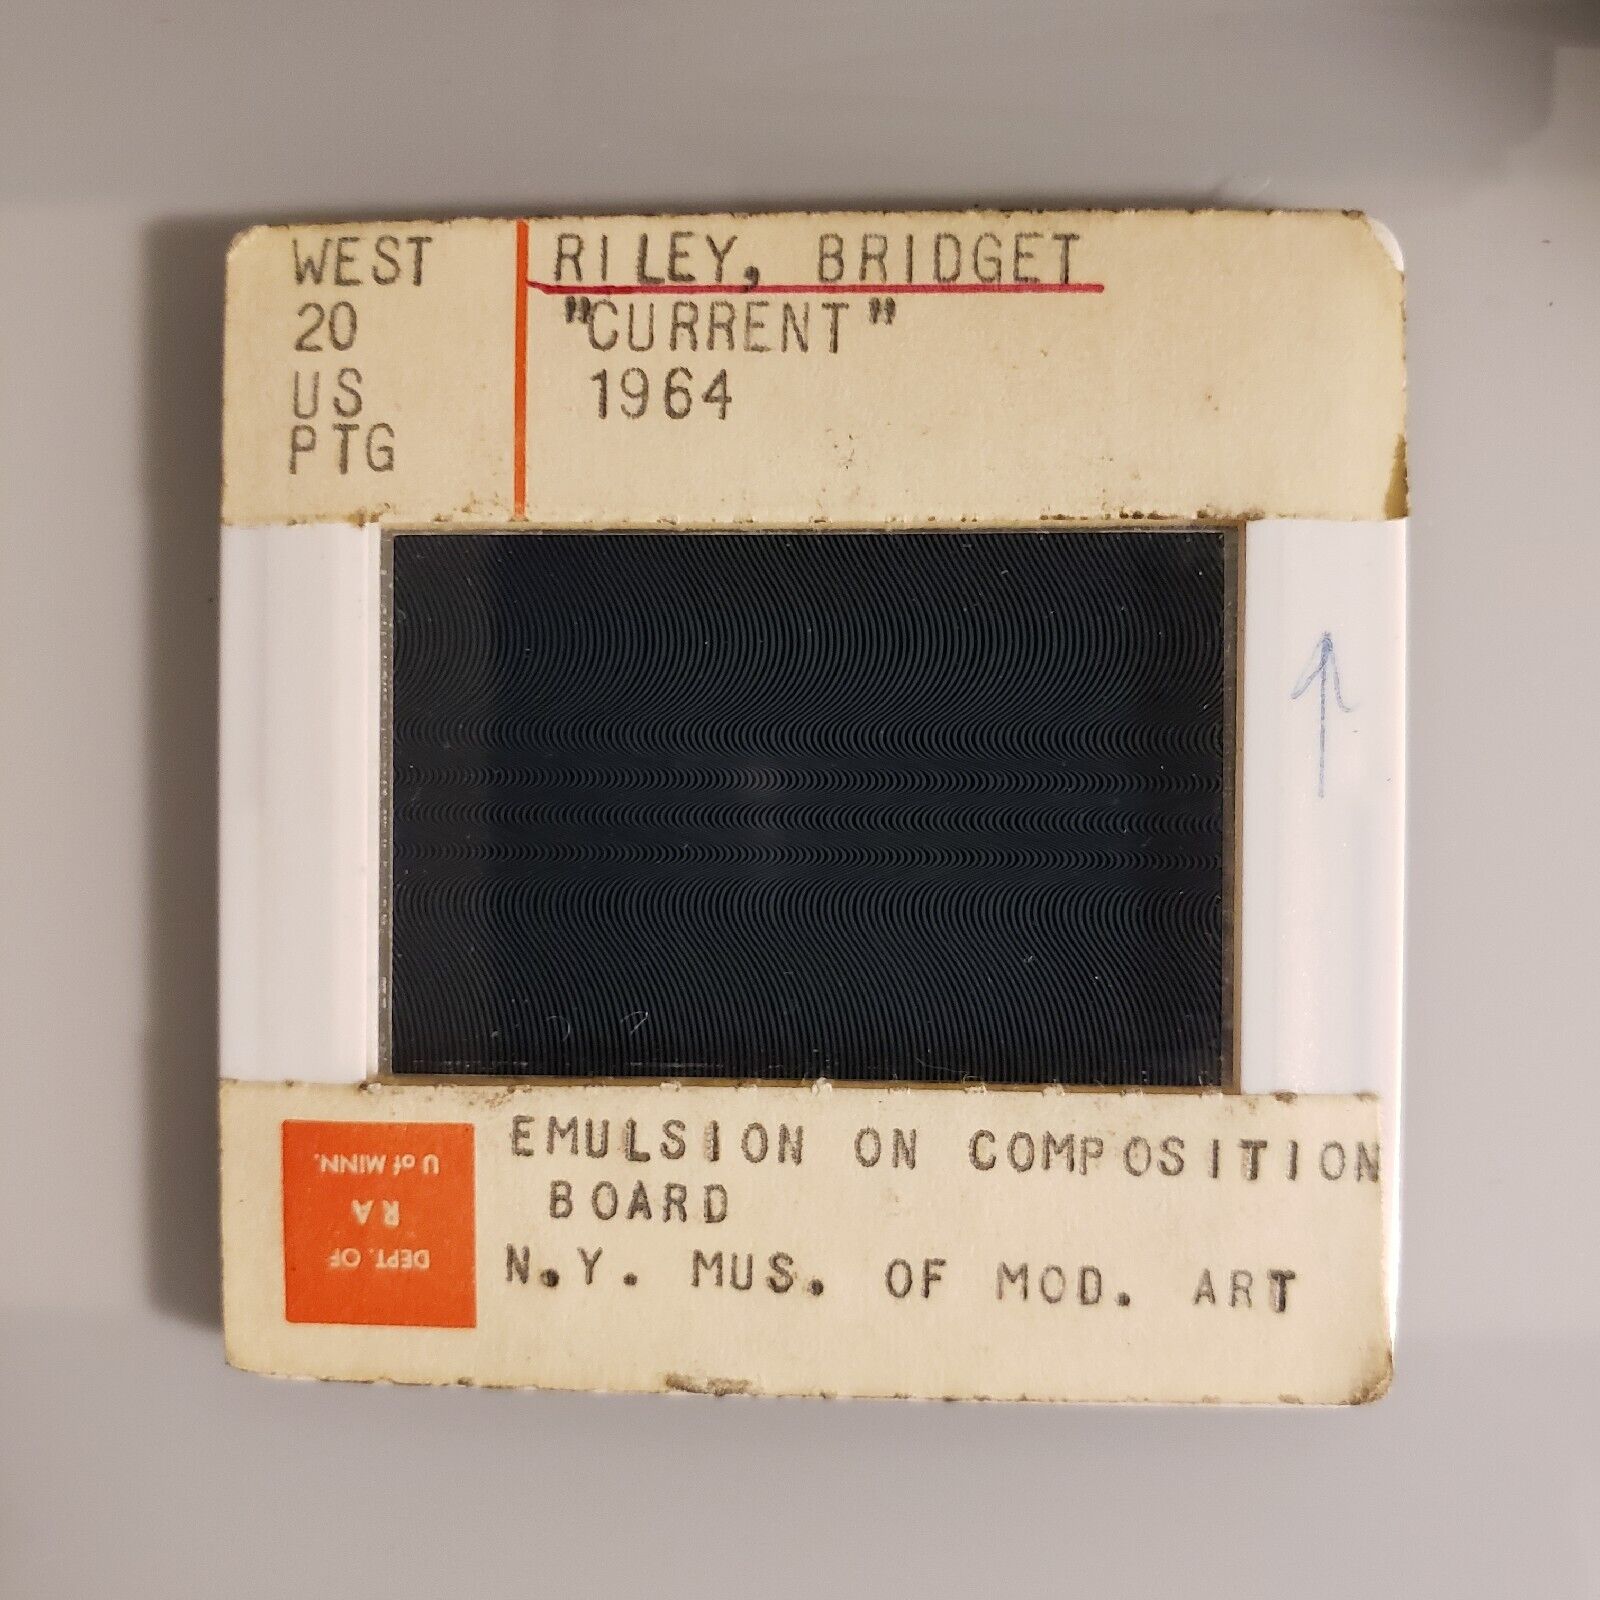 WEST
20
US
PTG
RILEY, BRIDGET
"CURRENT"
1964
EMULSION ON COMPOSITION
BOARD
N.Y. MUS. OF MOD. ART
DEPT. OF
RA
U of MINN.